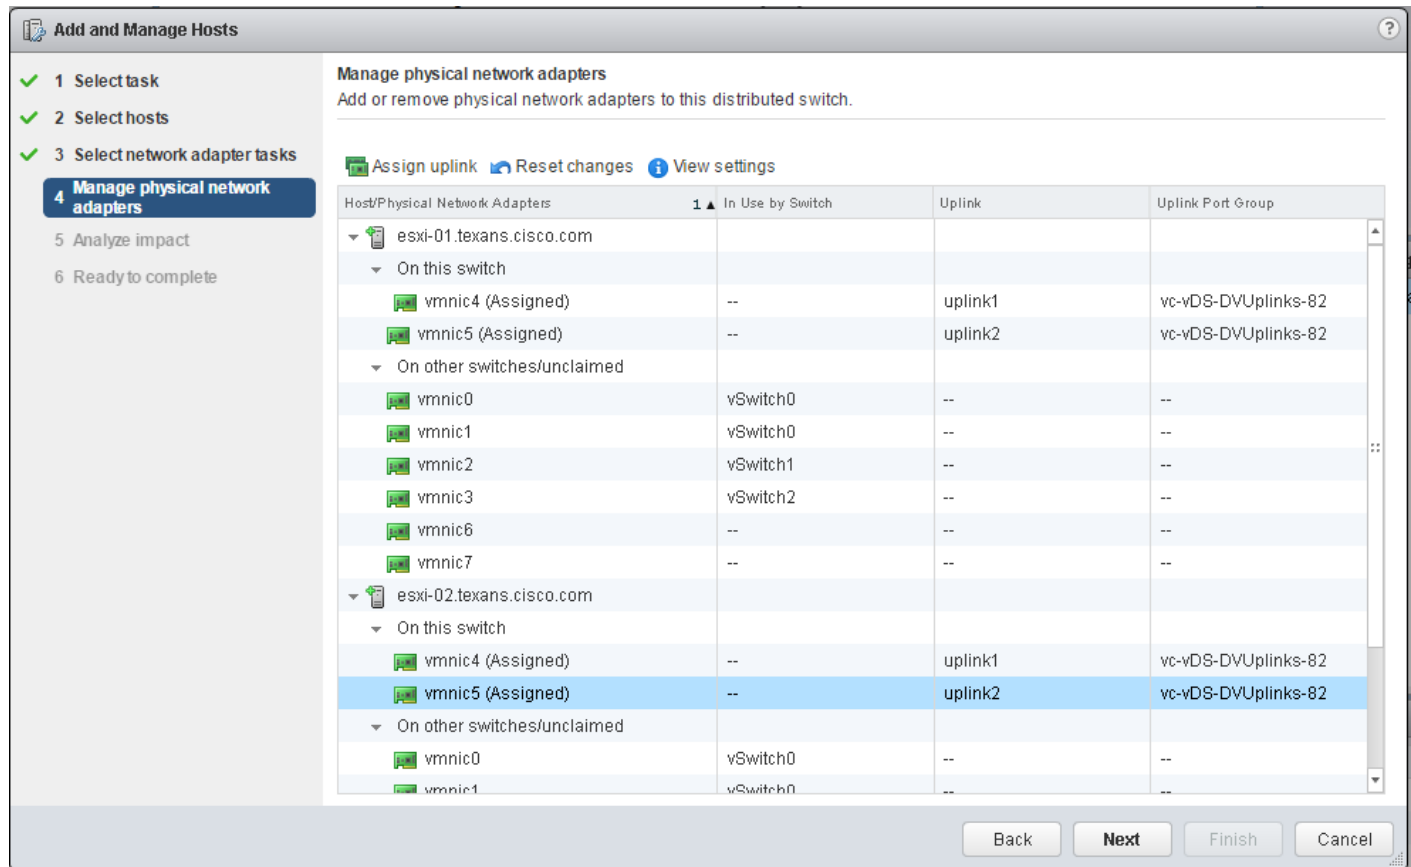 Add and Manage Hosts
?
1 Select task
2 Select hosts
3 Select network adapter tasks
4 Manage physical network
adapters
5 Analyze impact
6 Ready to complete
Manage physical network adapters
Add or remove physical network adapters to this distributed switch.
Assign uplink Reset changes View settings
Host/Physical Network Adapters 1 ▲ In Use by Switch Uplink Uplink Port Group
esxi-01.texans.cisco.com
On this switch
vmnic4 (Assigned) -- uplink1 vc-vDS-DVUplinks-82
vmnic5 (Assigned) -- uplink2 vc-vDS-DVUplinks-82
On other switches/unclaimed
vmnic0 vSwitch0 -- --
vmnic1 vSwitch0 -- --
vmnic2 vSwitch1 -- --
vmnic3 vSwitch2 -- --
vmnic6 -- -- --
vmnic7 -- -- --
esxi-02.texans.cisco.com
On this switch
vmnic4 (Assigned) -- uplink1 vc-vDS-DVUplinks-82
vmnic5 (Assigned) -- uplink2 vc-vDS-DVUplinks-82
On other switches/unclaimed
vmnic0 vSwitch0 -- --
vmnic1 vSwitch0 -- --
Back Next Finish Cancel